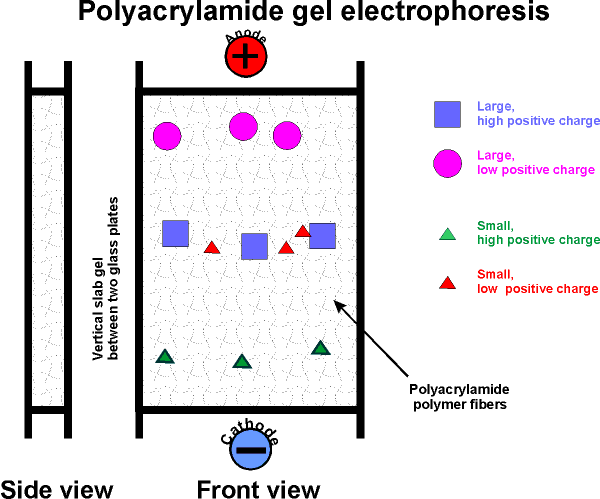 Polyacrylamide gel electrophoresis
Anode
+
Large,
high positive charge
Large,
low positive charge
Small,
high positive charge
Small,
low positive charge
Vertical slab gel
between two glass plates
Polyacrylamide
polymer fibers
Cathode
−
Side view
Front view